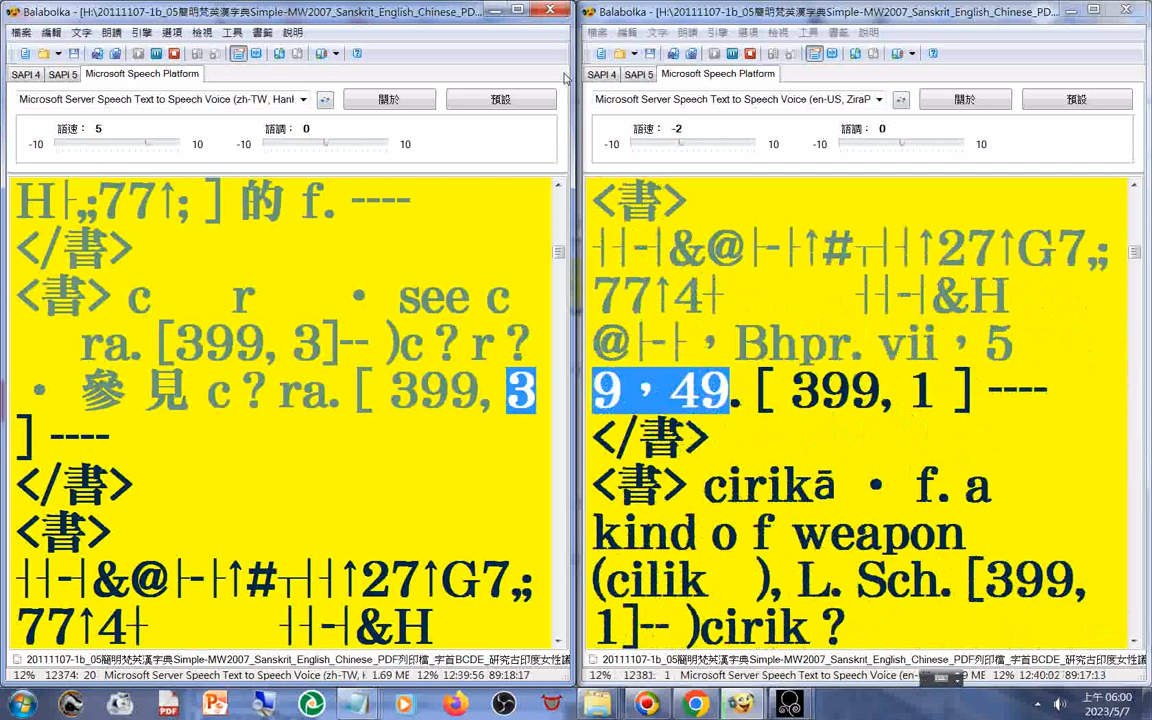 Balabolka - [H:\20111107-1b_05簡明梵英漢字典Simple-MW2007_Sanskrit_English_Chinese_PD...
檔案 編輯 文字 朗讀 引擎 選項 檢視 工具 書籤 說明
SAPI 4 SAPI 5 Microsoft Speech Platform
Microsoft Server Speech Text to Speech Voice (zh-TW, Hanl 關於 預設
語速: 5 語調: 0
-10 10 -10 10
H├,;77↑; ] 的 f. ----
</書>
<書> c r • see c
ra. [399, 3]-- )c ? r ?
• 參 見 c ? ra. [ 399, 3
] ----
</書>
<書>
┤┤-┤&@├-├↑#┬┤┤↑27↑G7,;
77↑4┼ ┤┤-┤&H
20111107-1b_05簡明梵英漢字典Simple-MW2007_Sanskrit_English_Chinese_PDF列印檔_字首BCDE_研究古印度女性議
12% 12374: 20 Microsoft Server Speech Text to Speech Voice (zh-TW, H 1.69 MB 12% 12:39:56 89:18:17
Balabolka - [H:\20111107-1b_05簡明梵英漢字典Simple-MW2007_Sanskrit_English_Chinese_PD...
檔案 編輯 文字 朗讀 引擎 選項 檢視 工具 書籤 說明
SAPI 4 SAPI 5 Microsoft Speech Platform
Microsoft Server Speech Text to Speech Voice (en-US, ZiraP 關於 預設
語速: -2 語調: 0
-10 10 -10 10
<書>
┤┤-┤&@├-├↑#┬┤┤↑27↑G7,;
77↑4┼ ┤┤-┤&H
@├-├，Bhpr. vii，5
9，49. [ 399, 1 ] ----
</書>
<書> cirikā • f. a
kind o f weapon
(cilik ), L. Sch. [399,
1]-- )cirik ?
20111107-1b_05簡明梵英漢字典Simple-MW2007_Sanskrit_English_Chinese_PDF列印檔_字首BCDE_研究古印度女性議
12% 12381: 1 Microsoft Server Speech Text to Speech Voice (en-US, Z 12% 12:40:02 89:17:13
上午 06:00
2023/5/7